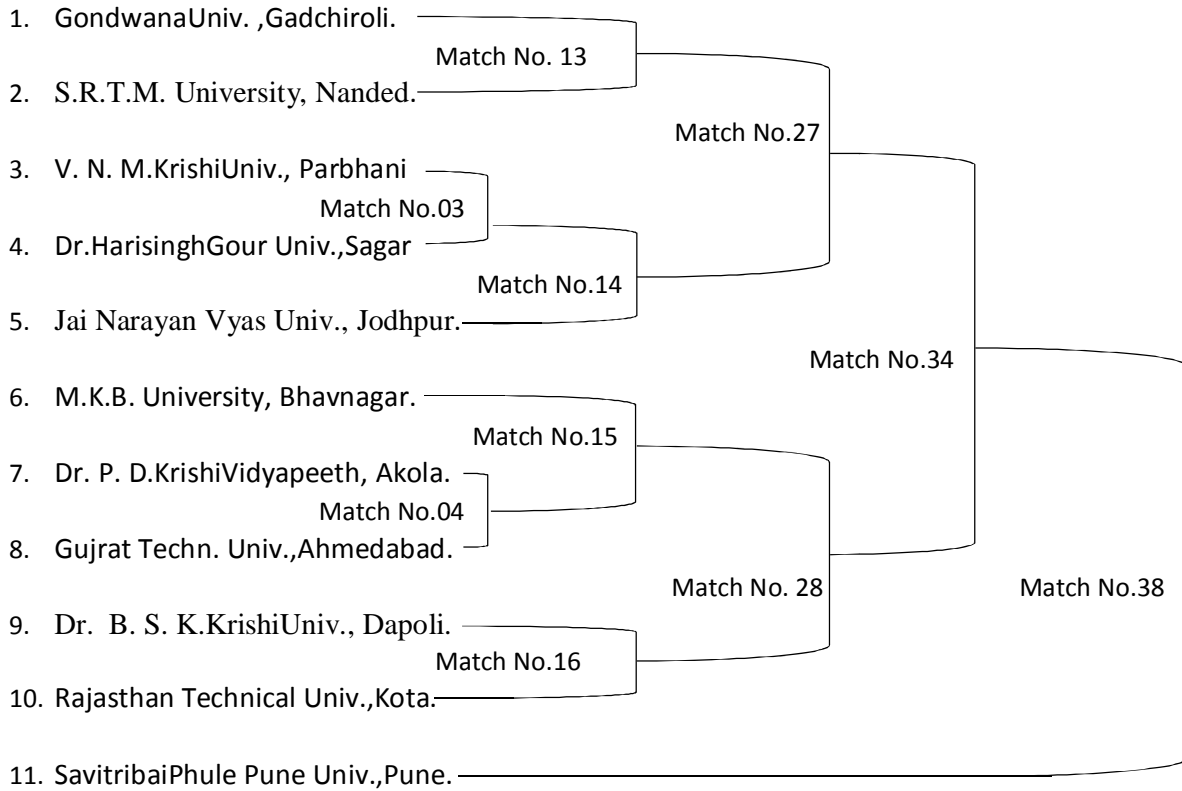 1. GondwanaUniv. ,Gadchiroli.
Match No. 13
2. S.R.T.M. University, Nanded.
Match No.27
3. V. N. M.KrishiUniv., Parbhani
Match No.03
4. Dr.HarisinghGour Univ.,Sagar
Match No.14
5. Jai Narayan Vyas Univ., Jodhpur.
Match No.34
6. M.K.B. University, Bhavnagar.
Match No.15
7. Dr. P. D.KrishiVidyapeeth, Akola.
Match No.04
8. Gujrat Techn. Univ.,Ahmedabad.
Match No. 28 Match No.38
9. Dr. B. S. K.KrishiUniv., Dapoli.
Match No.16
10. Rajasthan Technical Univ.,Kota.
11. SavitribaiPhule Pune Univ.,Pune.